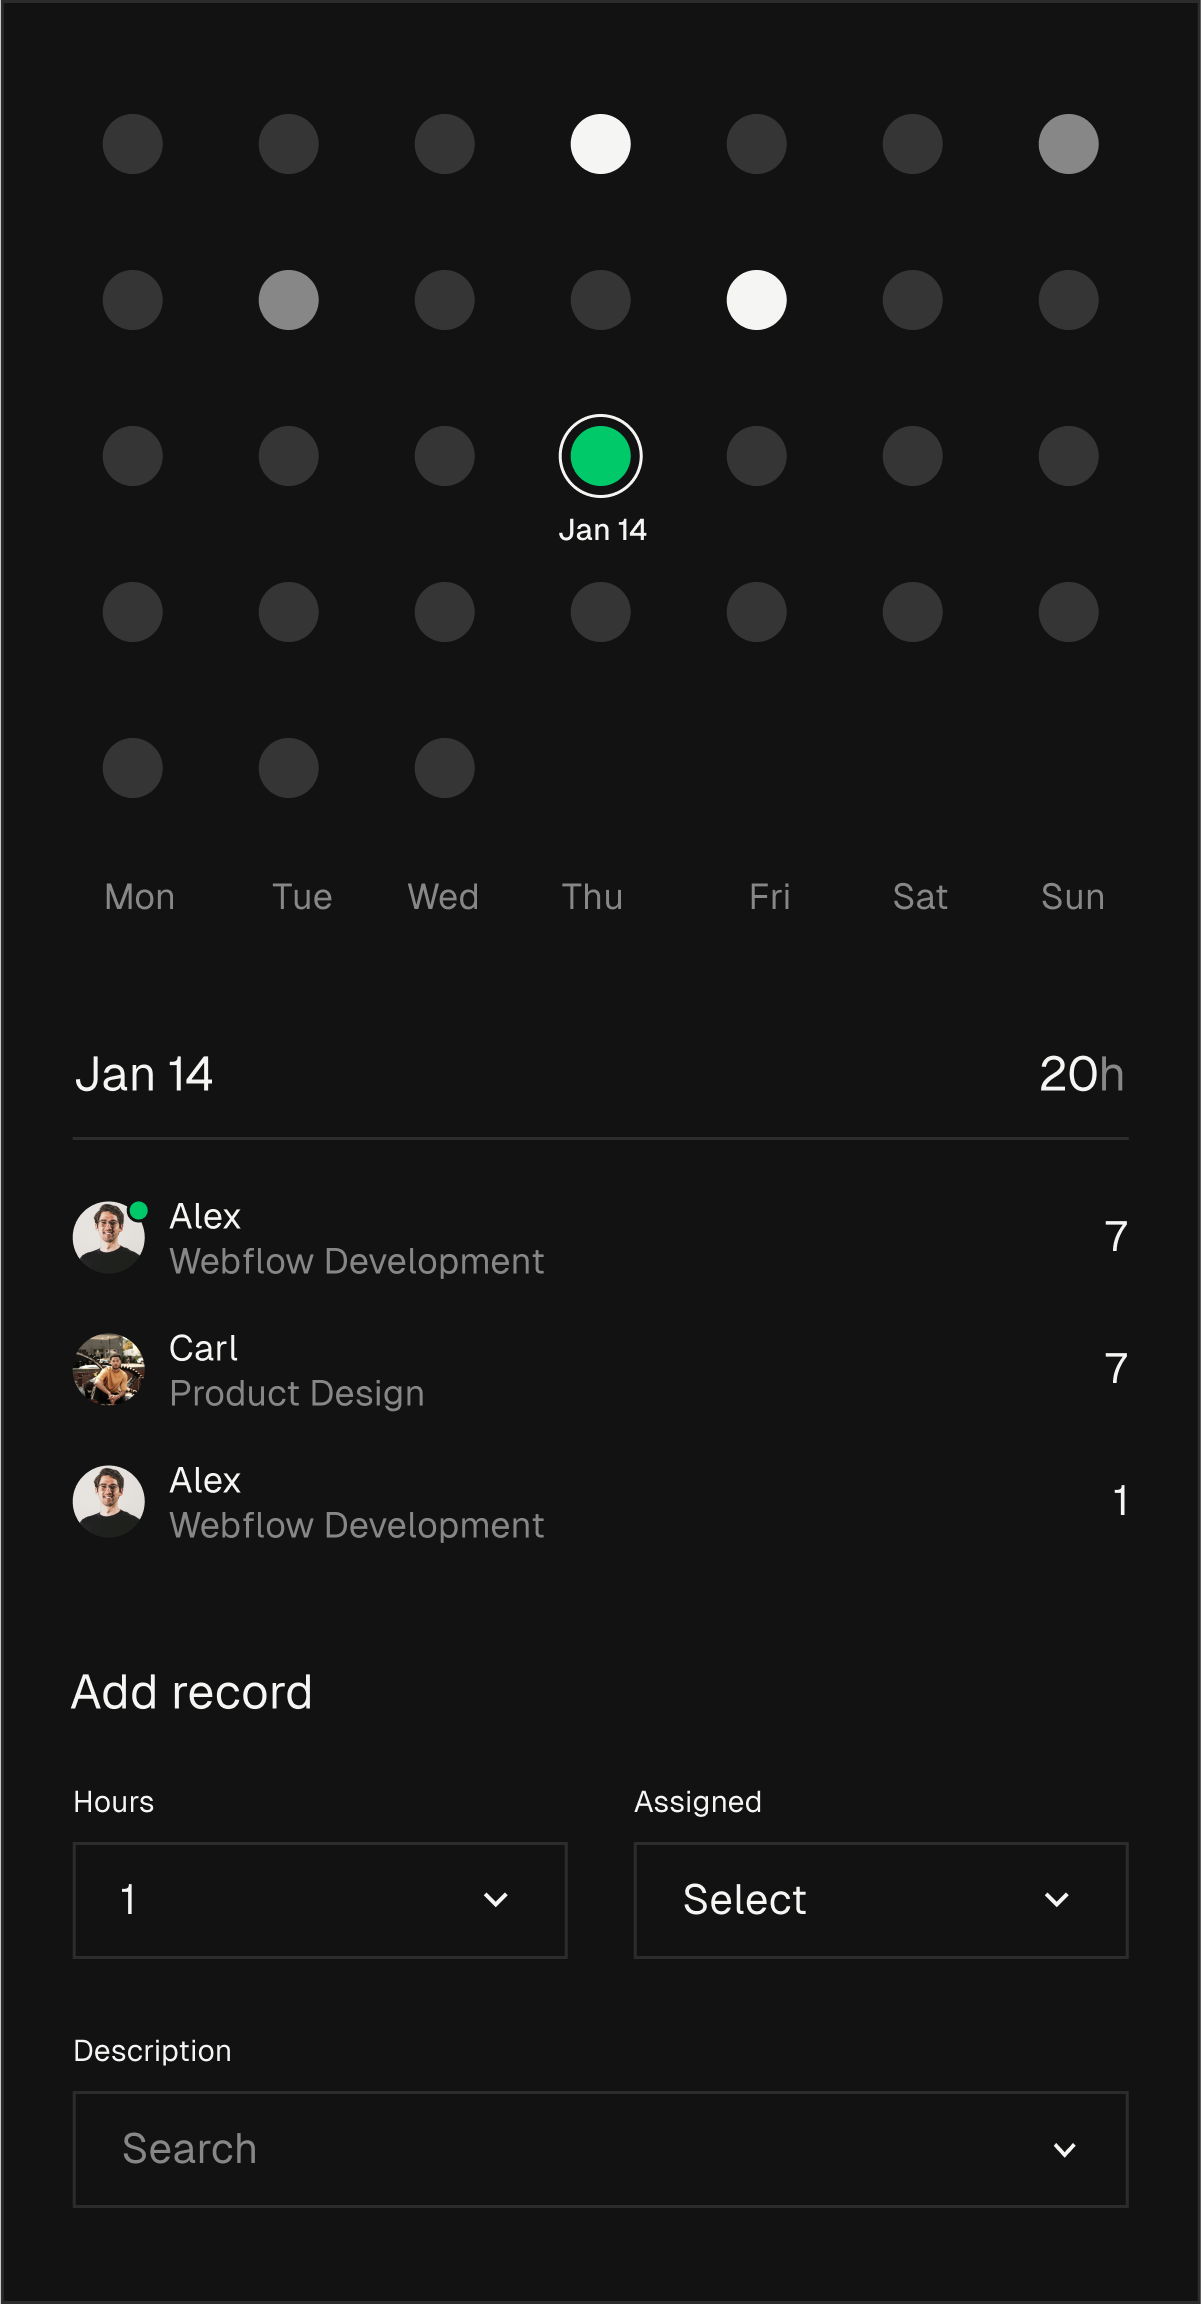 Jan 14
Mon Tue Wed Thu Fri Sat Sun
Jan 14 20h
Alex
Webflow Development
7
Carl
Product Design
7
Alex
Webflow Development
1
Add record
Hours Assigned
1 Select
Description
Search